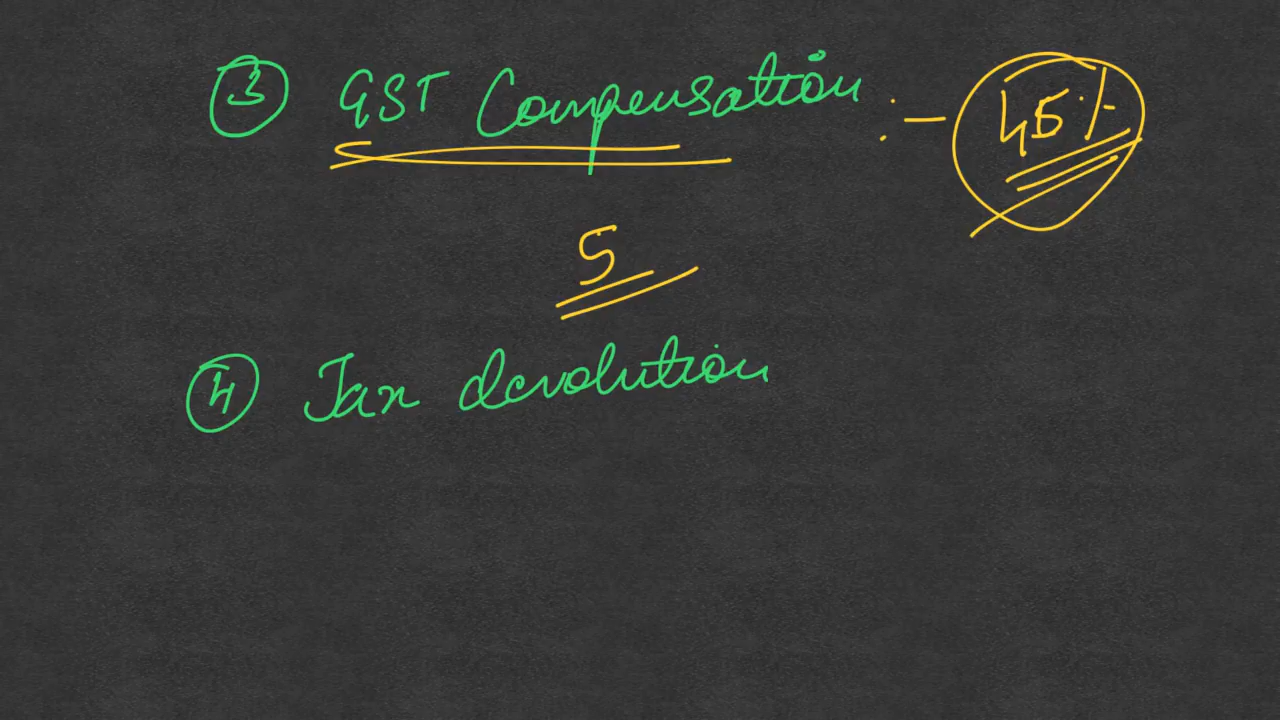 ③ GST Compensation :- 45%
5
④ Tax devolution